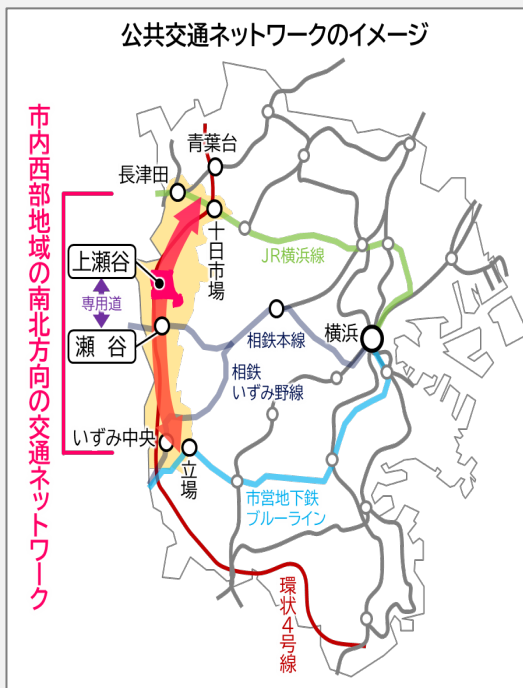 公共交通ネットワークのイメージ
市内西部地域の南北方向の交通ネットワーク
青葉台
長津田
十日市場
上瀬谷
JR横浜線
専用道
瀬 谷
相鉄本線
横浜
相鉄
いずみ野線
いずみ中央
立場
市営地下鉄
ブルーライン
環状4号線